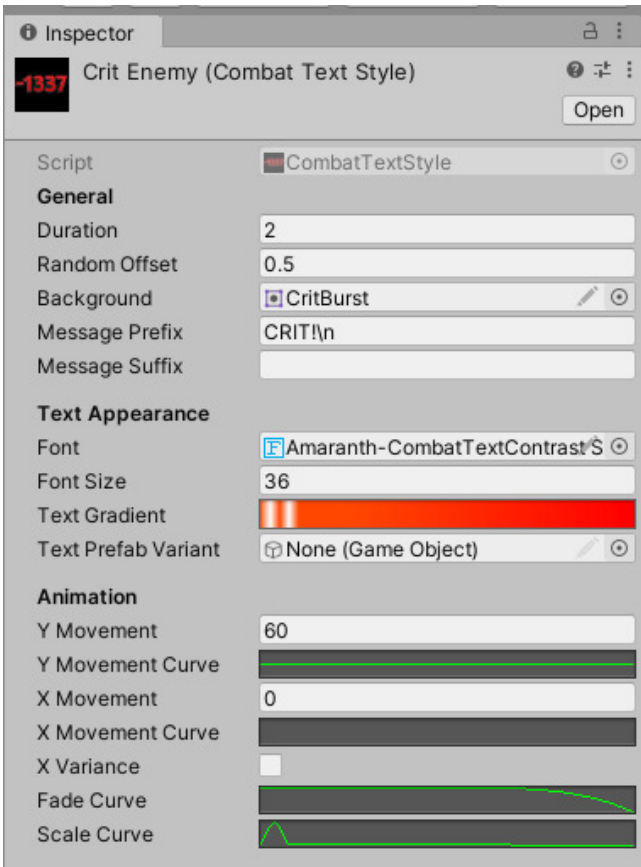 Inspector
-1337
Crit Enemy (Combat Text Style)
Open
Script CombatTextStyle
General
Duration 2
Random Offset 0.5
Background CritBurst
Message Prefix CRIT!\n
Message Suffix
Text Appearance
Font Amaranth-CombatTextContrast S
Font Size 36
Text Gradient
Text Prefab Variant None (Game Object)
Animation
Y Movement 60
Y Movement Curve
X Movement 0
X Movement Curve
X Variance
Fade Curve
Scale Curve